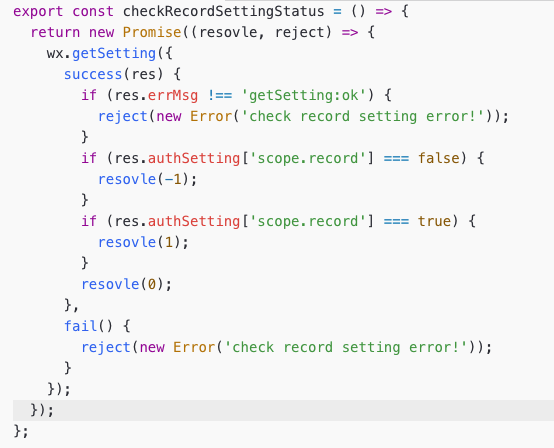 export const checkRecordSettingStatus = () => {
  return new Promise((resovle, reject) => {
    wx.getSetting({
      success(res) {
        if (res.errMsg !== 'getSetting:ok') {
          reject(new Error('check record setting error!'));
        }
        if (res.authSetting['scope.record'] === false) {
          resovle(-1);
        }
        if (res.authSetting['scope.record'] === true) {
          resovle(1);
        }
        resovle(0);
      },
      fail() {
        reject(new Error('check record setting error!'));
      }
    });
  });
};